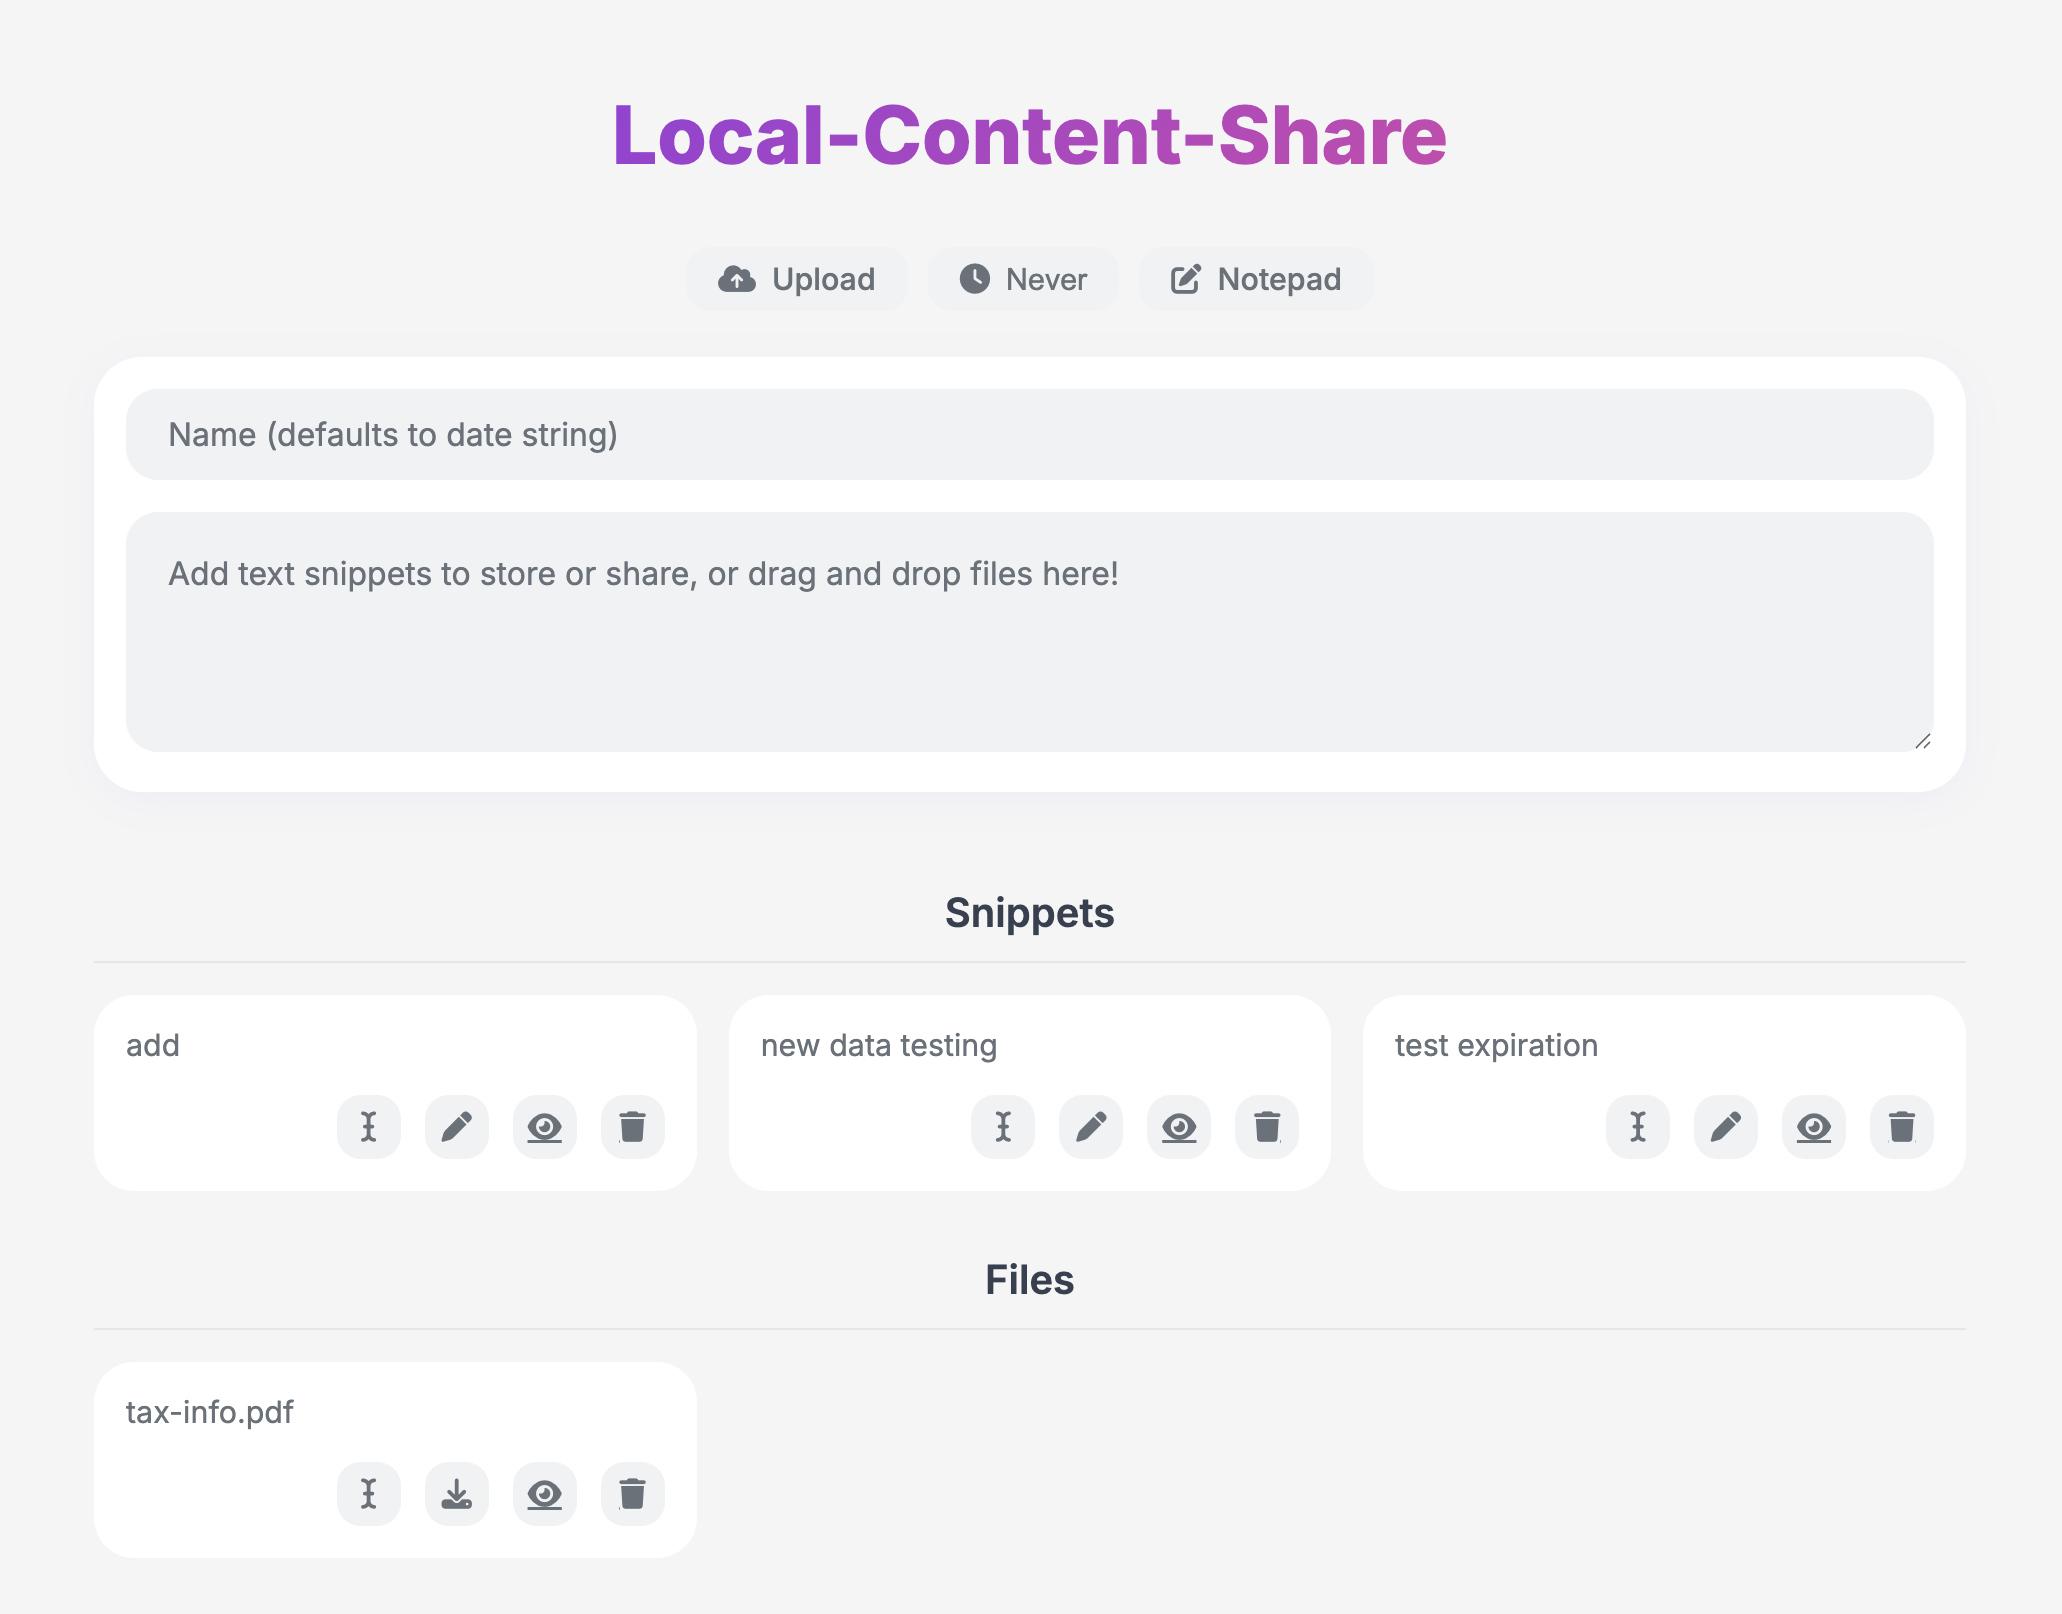 Local-Content-Share
Upload
Never
Notepad
Name (defaults to date string)
Add text snippets to store or share, or drag and drop files here!
Snippets
add
new data testing
test expiration
Files
tax-info.pdf